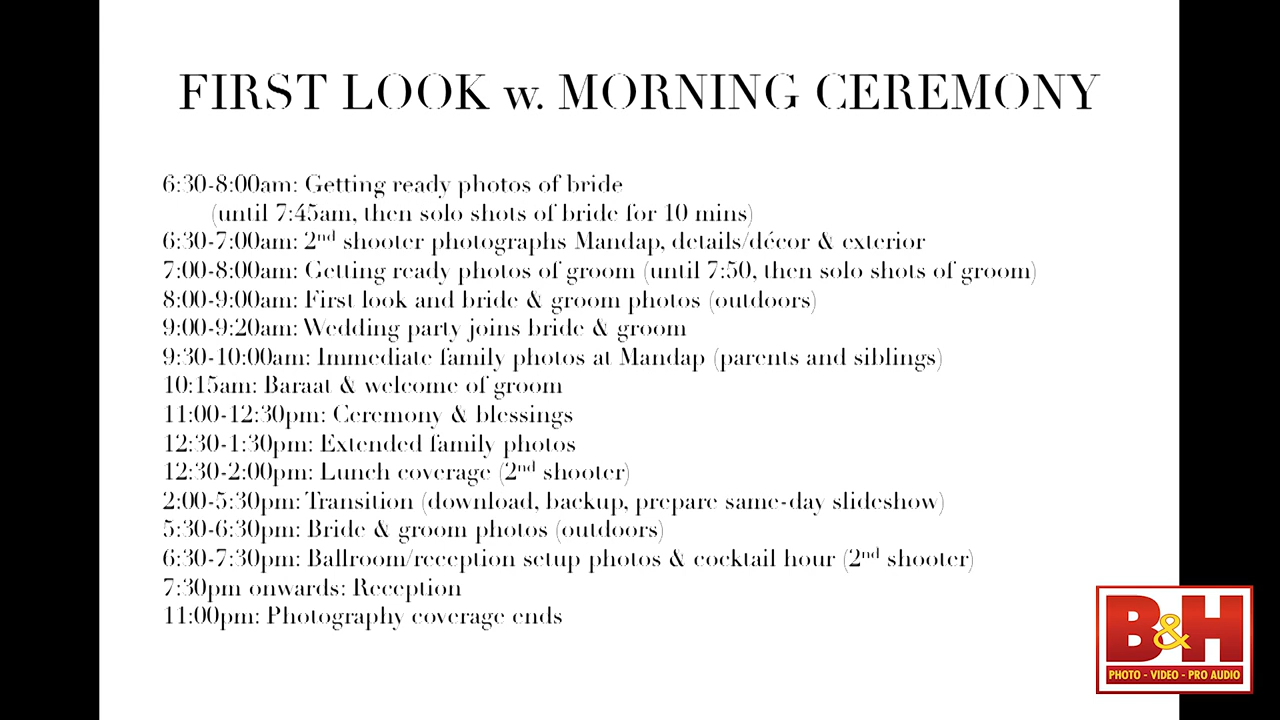 FIRST LOOK w. MORNING CEREMONY
6:30-8:00am: Getting ready photos of bride
(until 7:45am, then solo shots of bride for 10 mins)
6:30-7:00am: 2nd shooter photographs Mandap, details/décor & exterior
7:00-8:00am: Getting ready photos of groom (until 7:50, then solo shots of groom)
8:00-9:00am: First look and bride & groom photos (outdoors)
9:00-9:20am: Wedding party joins bride & groom
9:30-10:00am: Immediate family photos at Mandap (parents and siblings)
10:15am: Baraat & welcome of groom
11:00-12:30pm: Ceremony & blessings
12:30-1:30pm: Extended family photos
12:30-2:00pm: Lunch coverage (2nd shooter)
2:00-5:30pm: Transition (download, backup, prepare same-day slideshow)
5:30-6:30pm: Bride & groom photos (outdoors)
6:30-7:30pm: Ballroom/reception setup photos & cocktail hour (2nd shooter)
7:30pm onwards: Reception
11:00pm: Photography coverage ends
B&H
PHOTO - VIDEO - PRO AUDIO